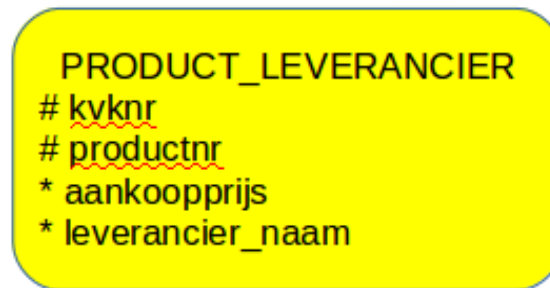 PRODUCT_LEVERANCIER
# kvknr
# productnr
* aankoopprijs
* leverancier_naam